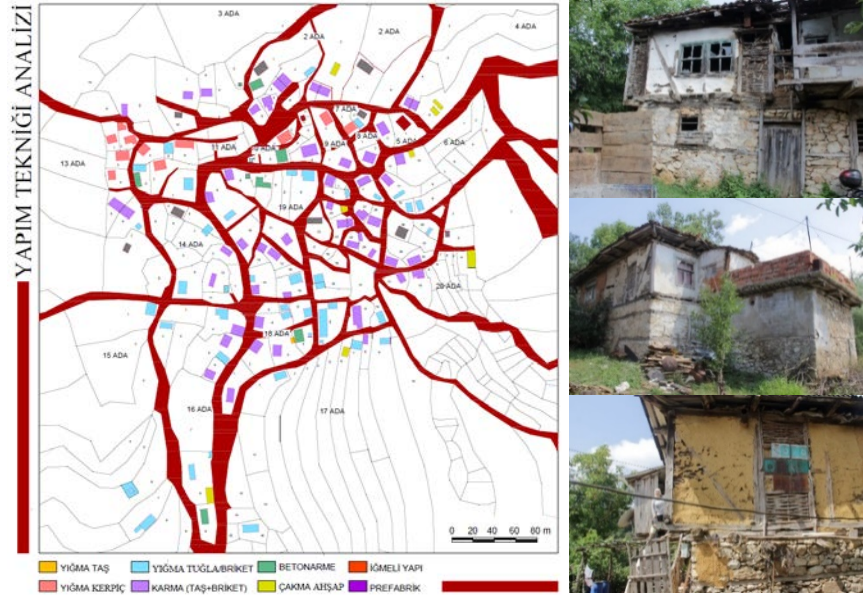 YAPIM TEKNİĞİ ANALİZİ
3 ADA
2 ADA
2 ADA
4 ADA
7 ADA
13 ADA
11 ADA
9 ADA
8 ADA
5 ADA
6 ADA
19 ADA
14 ADA
20 ADA
18 ADA
15 ADA
16 ADA
17 ADA
0 20 40 60 80 m
YIĞMA TAŞ
YIĞMA TUĞLA/BRİKET
BETONARME
İĞMELİ YAPI
YIĞMA KERPİÇ
KARMA (TAŞ+BRİKET)
ÇAKMA AHŞAP
PREFABRİK